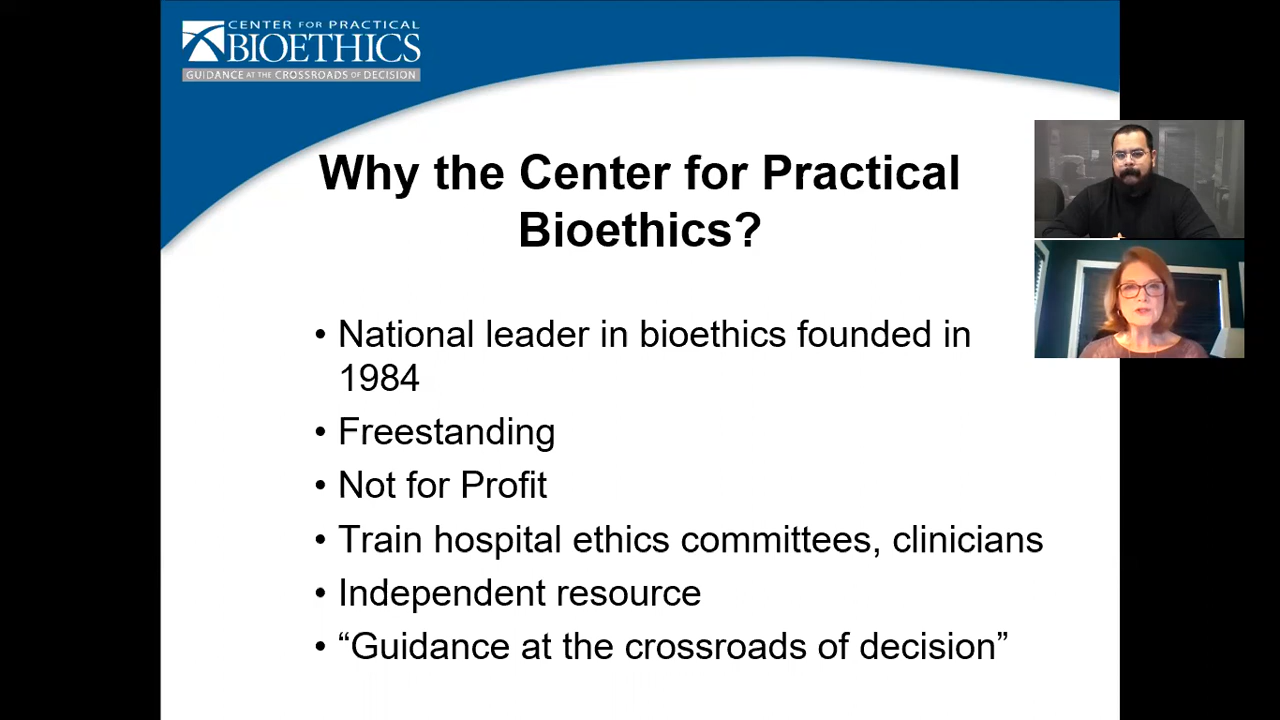 CENTER FOR PRACTICAL
BIOETHICS
GUIDANCE AT THE CROSSROADS OF DECISION
Why the Center for Practical
Bioethics?
• National leader in bioethics founded in
1984
• Freestanding
• Not for Profit
• Train hospital ethics committees, clinicians
• Independent resource
• “Guidance at the crossroads of decision”